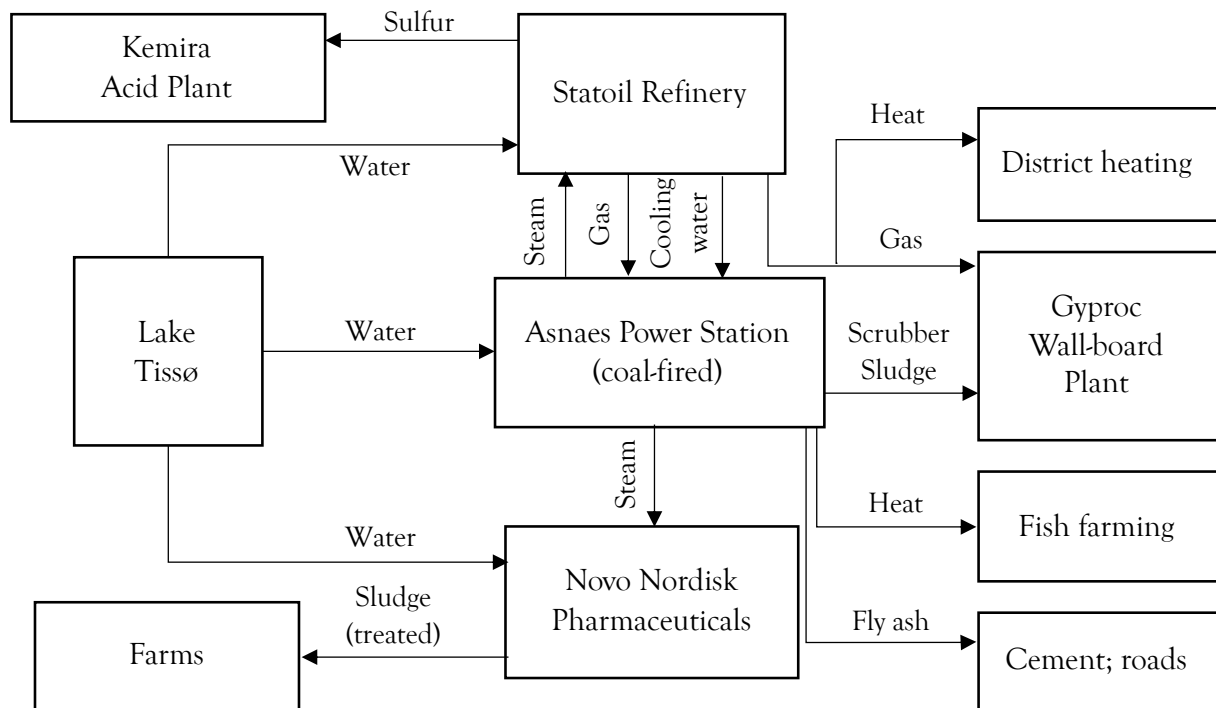 Sulfur
Kemira
Acid Plant
Statoil Refinery
Heat
District heating
Water
Steam
Gas
Cooling
water
Gas
Lake
Tissø
Water
Asnaes Power Station
(coal-fired)
Scrubber
Sludge
Gyproc
Wall-board
Plant
Steam
Heat
Fish farming
Water
Novo Nordisk
Pharmaceuticals
Sludge
(treated)
Farms
Fly ash
Cement; roads